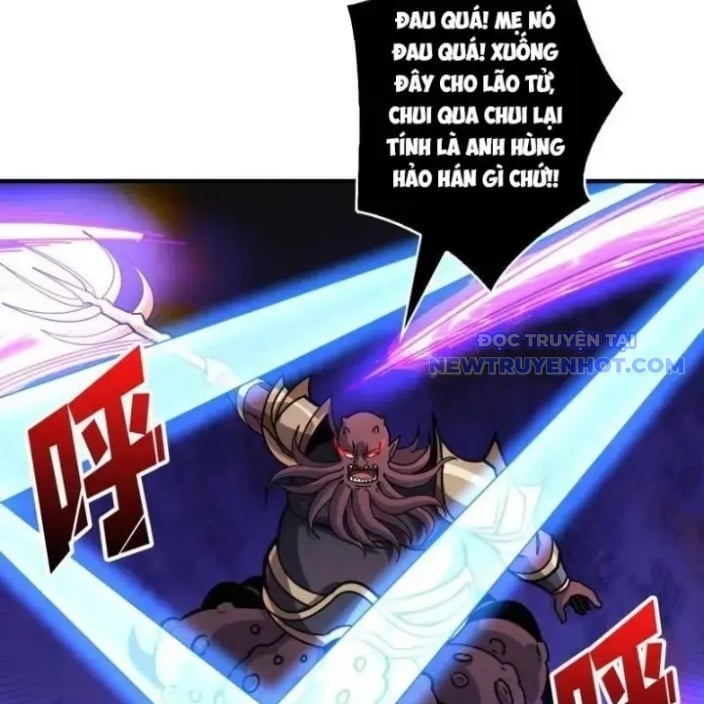 ĐAU QUÁ! MẸ NÓ
ĐAU QUÁ! XUỐNG
ĐÂY CHO LÃO TỬ,
CHUI QUA CHUI LẠI
TÍNH LÀ ANH HÙNG
HẢO HÁN GÌ CHỨ!!
ĐỌC TRUYỆN TẠI
NEWTRUYENHOT.COM
呼
呼